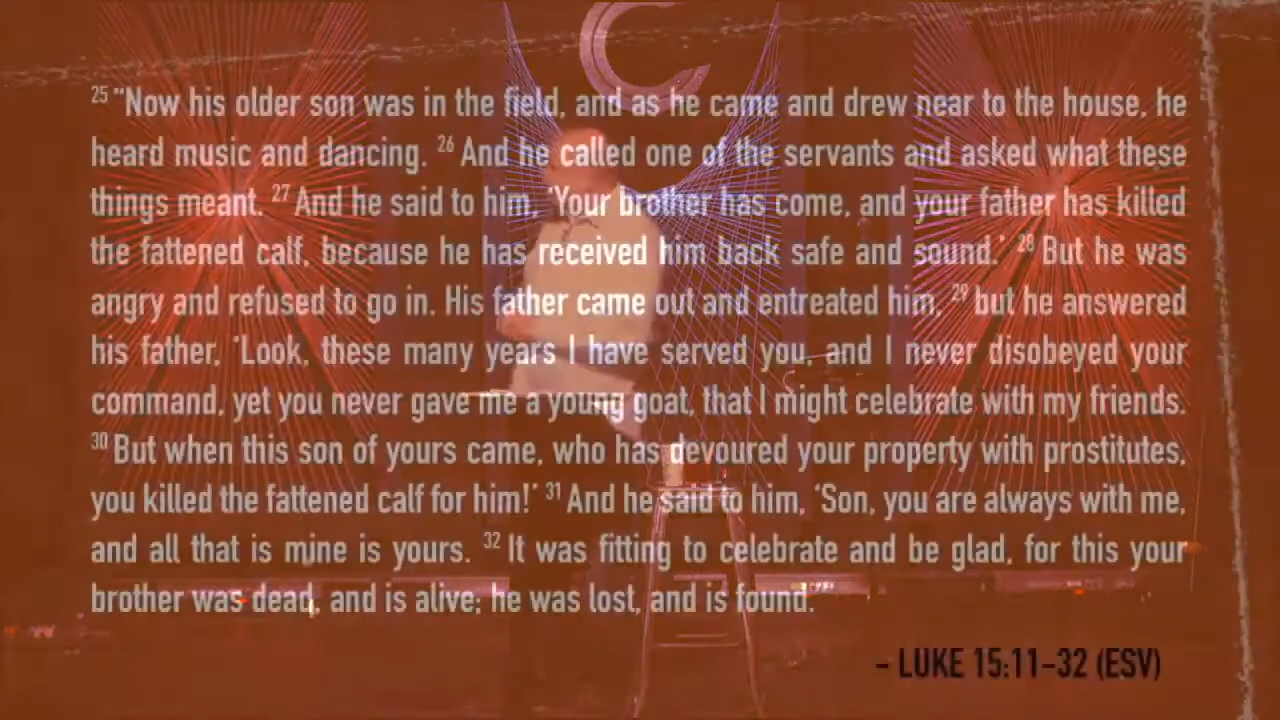 25 “Now his older son was in the field, and as he came and drew near to the house, he
heard music and dancing. 26 And he called one of the servants and asked what these
things meant. 27 And he said to him, ‘Your brother has come, and your father has killed
the fattened calf, because he has received him back safe and sound.’ 28 But he was
angry and refused to go in. His father came out and entreated him, 29 but he answered
his father, ‘Look, these many years I have served you, and I never disobeyed your
command, yet you never gave me a young goat, that I might celebrate with my friends.
30 But when this son of yours came, who has devoured your property with prostitutes,
you killed the fattened calf for him!’ 31 And he said to him, ‘Son, you are always with me,
and all that is mine is yours. 32 It was fitting to celebrate and be glad, for this your
brother was dead, and is alive; he was lost, and is found.
- LUKE 15:11-32 (ESV)